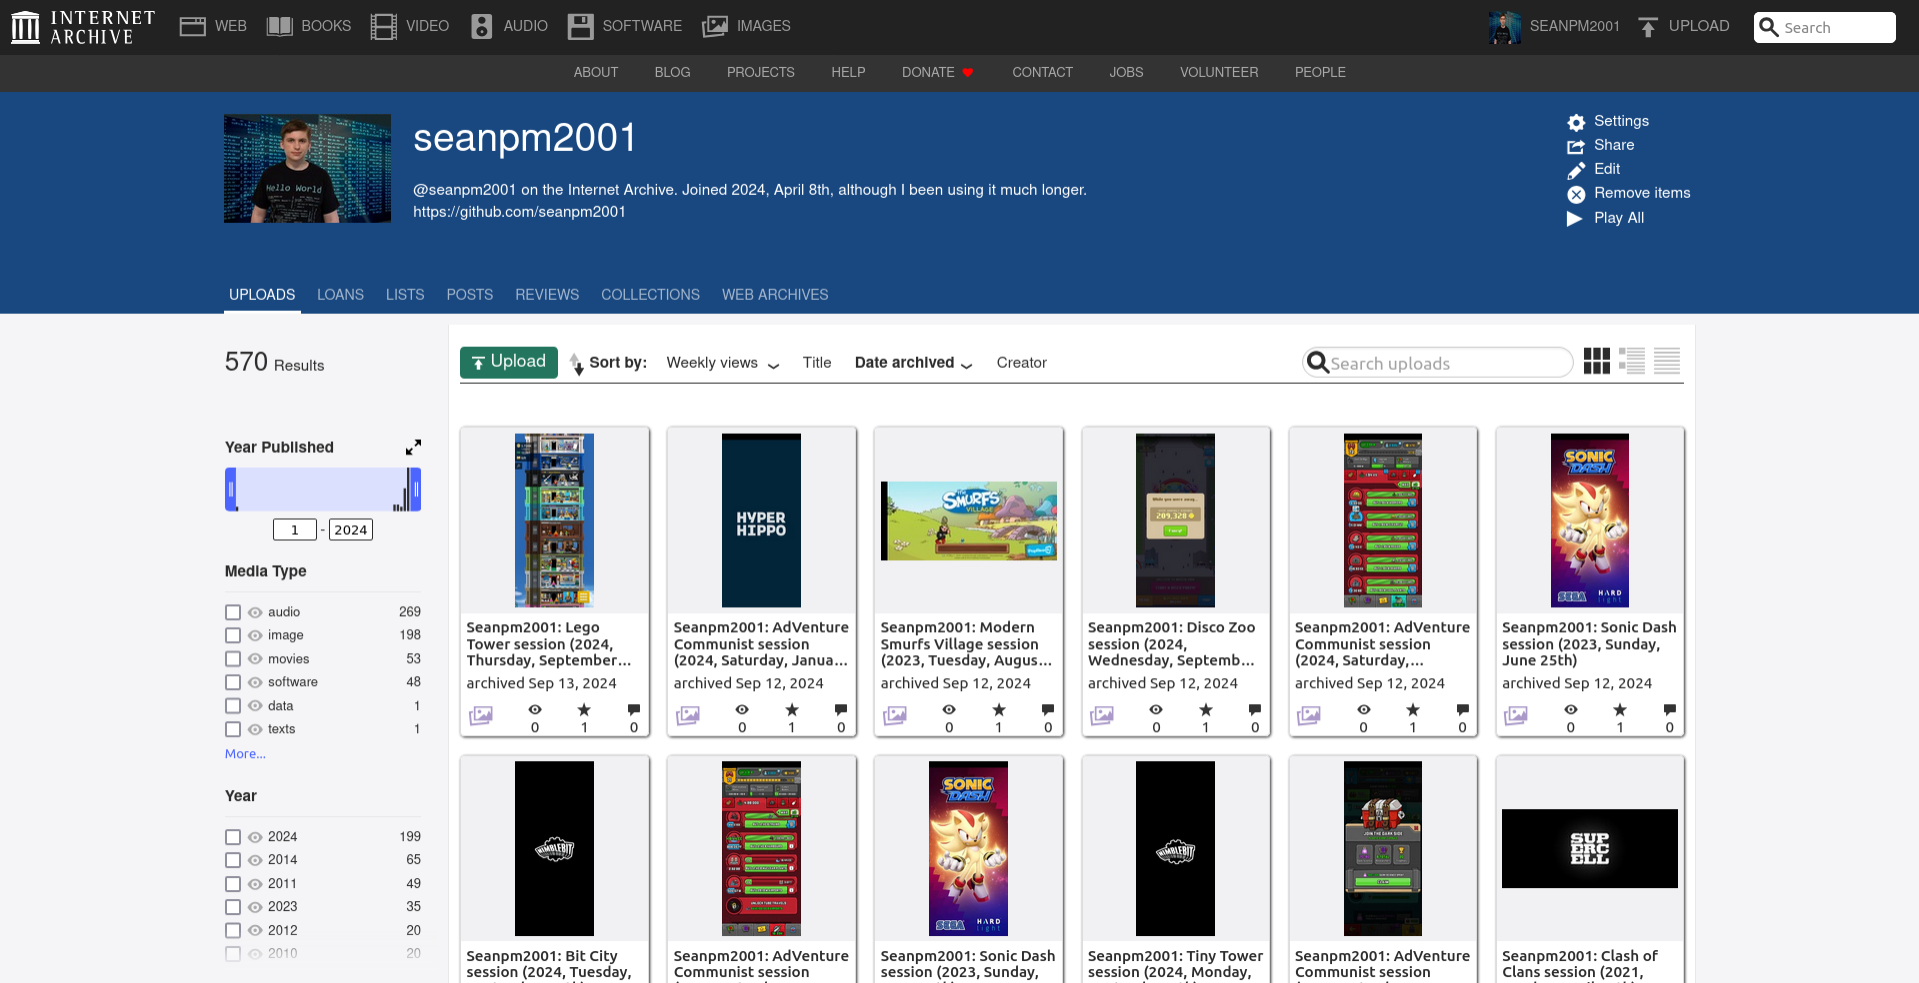 INTERNET
ARCHIVE
WEB BOOKS VIDEO AUDIO SOFTWARE IMAGES SEANPM2001 UPLOAD Search
ABOUT BLOG PROJECTS HELP DONATE CONTACT JOBS VOLUNTEER PEOPLE
Hello World
seanpm2001
@seanpm2001 on the Internet Archive. Joined 2024, April 8th, although I been using it much longer.
https://github.com/seanpm2001
Settings
Share
Edit
Remove items
Play All
UPLOADS LOANS LISTS POSTS REVIEWS COLLECTIONS WEB ARCHIVES
570 Results
Year Published
1 - 2024
Media Type
audio 269
image 198
movies 53
software 48
data 1
texts 1
More...
Year
2024 199
2014 65
2011 49
2023 35
2012 20
2010 20
Upload Sort by: Weekly views Title Date archived Creator Search uploads
Seanpm2001: Lego
Tower session (2024,
Thursday, September...
archived Sep 13, 2024
0 1 0
HYPER
HIPPO
Seanpm2001: AdVenture
Communist session
(2024, Saturday, Janua...
archived Sep 12, 2024
0 1 0
THE
SMURFS
VILLAGE
Seanpm2001: Modern
Smurfs Village session
(2023, Tuesday, Augus...
archived Sep 12, 2024
0 1 0
While you were away...
209,328
Seanpm2001: Disco Zoo
session (2024,
Wednesday, Septemb...
archived Sep 12, 2024
0 1 0
Seanpm2001: AdVenture
Communist session
(2024, Saturday,...
archived Sep 12, 2024
0 1 0
SONIC
DASH
SEGA HARD
light
Seanpm2001: Sonic Dash
session (2023, Sunday,
June 25th)
archived Sep 12, 2024
0 1 0
NIMBLEBIT
Seanpm2001: Bit City
session (2024, Tuesday,
Seanpm2001: AdVenture
Communist session
SONIC
DASH
SEGA HARD
light
Seanpm2001: Sonic Dash
session (2023, Sunday,
NIMBLEBIT
Seanpm2001: Tiny Tower
session (2024, Monday,
JOIN THE DARK SIDE
Seanpm2001: AdVenture
Communist session
SUP
ERC
ELL
Seanpm2001: Clash of
Clans session (2021,